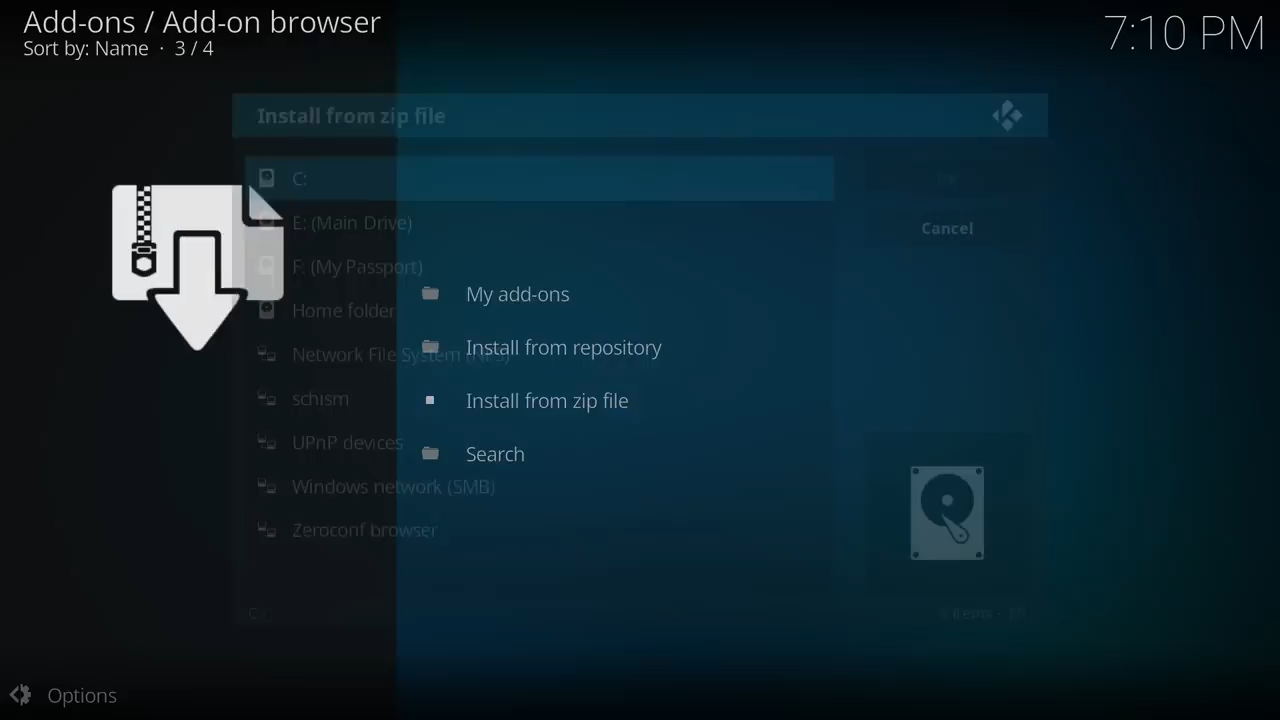 Add-ons / Add-on browser
Sort by: Name · 3 / 4
7:10 PM
Install from zip file
C:
E: (Main Drive)
F: (My Passport)
Home folder
Network File System (NFS)
schism
UPnP devices
Windows network (SMB)
Zeroconf browser
Cancel
My add-ons
Install from repository
Install from zip file
Search
C:
items
Options